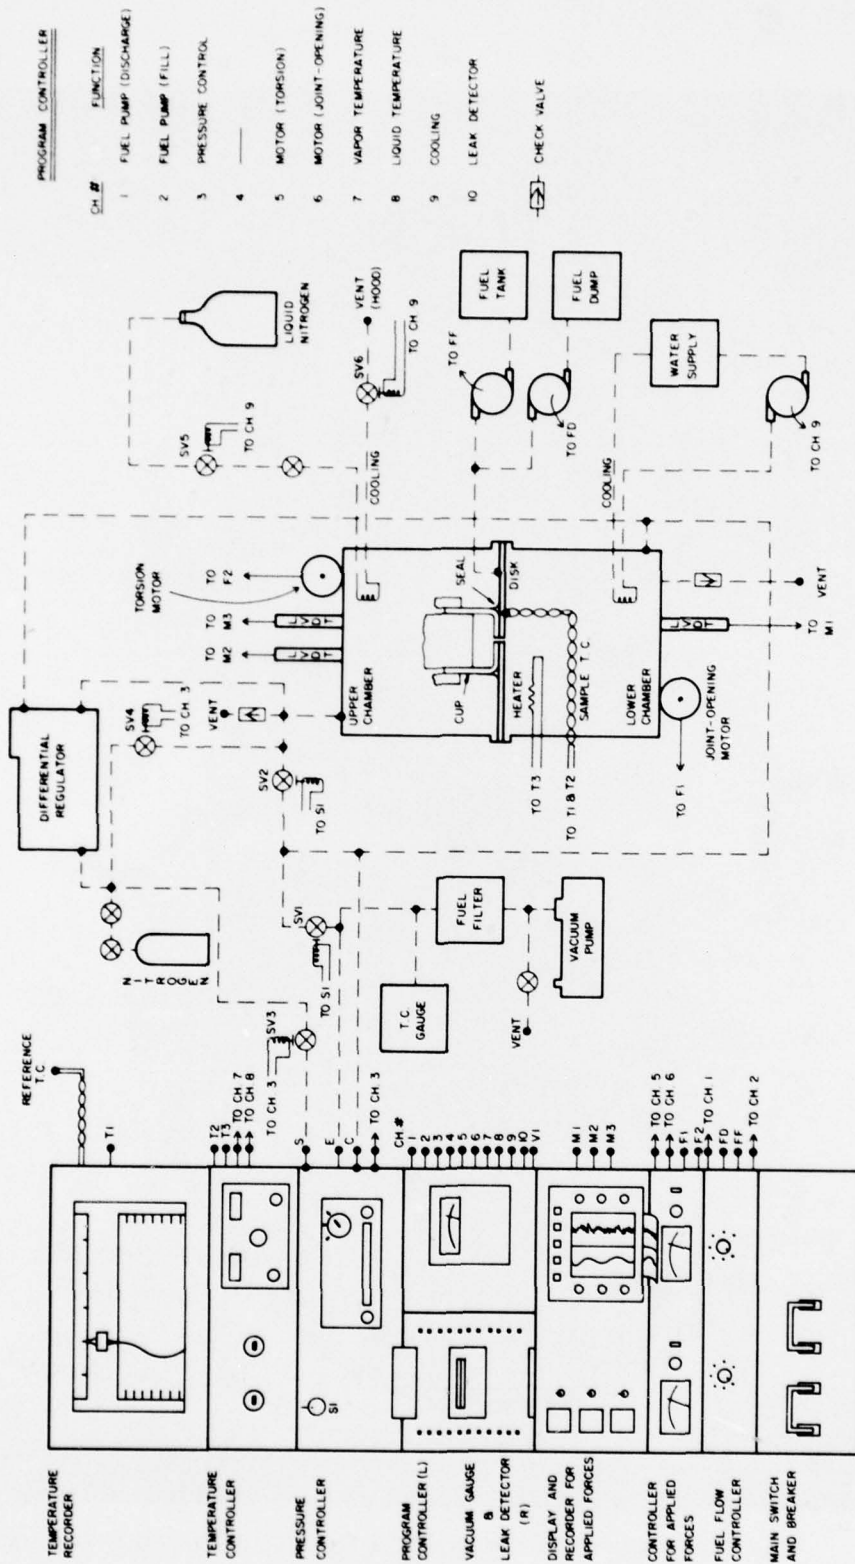 PROGRAM CONTROLLER
CH # FUNCTION
1 FUEL PUMP (DISCHARGE)
2 FUEL PUMP (FILL)
3 PRESSURE CONTROL
4
5 MOTOR (TORSION)
6 MOTOR (JOINT-OPENING)
7 VAPOR TEMPERATURE
8 LIQUID TEMPERATURE
9 COOLING
10 LEAK DETECTOR
CHECK VALVE
LIQUID
NITROGEN
VENT
(HOOD)
SV6
TO CH 9
SV5
TO CH. 9
COOLING
FUEL
TANK
FUEL
DUMP
TO FF
TO FD
WATER
SUPPLY
TO CH 9
COOLING
TORSION
MOTOR
TO
F2
TO
M3
TO
M2
LVDT
LVDT
UPPER
CHAMBER
SEAL
DISK
CUP
HEATER
SAMPLE T.C.
LOWER
CHAMBER
LVDT
VENT
TO
M1
JOINT-OPENING
MOTOR
TO F1
TO T3
TO T1 & T2
DIFFERENTIAL
REGULATOR
SV4
TO CH 3
VENT
SV2
TO S1
NITROGEN
SV1
TO S1
SV3
TO CH. 3
FUEL
FILTER
T.C.
GAUGE
VACUUM
PUMP
VENT
REFERENCE
T.C.
T1
T2
T3
TO CH. 7
TO CH. 8
S
E
C
TO CH. 3
CH.#
1
2
3
4
5
6
7
8
9
10
V1
M1
M2
M3
TO CH. 5
TO CH. 6
F1
F2
TO CH. 1
FD
FF
TO CH. 2
S1
TEMPERATURE
RECORDER
TEMPERATURE
CONTROLLER
PRESSURE
CONTROLLER
PROGRAM
CONTROLLER (L)
VACUUM GAUGE
&
LEAK DETECTOR
(R)
DISPLAY AND
RECORDER FOR
APPLIED FORCES
CONTROLLER
FOR APPLIED
FORCES
FUEL FLOW
CONTROLLER
MAIN SWITCH
AND BREAKER